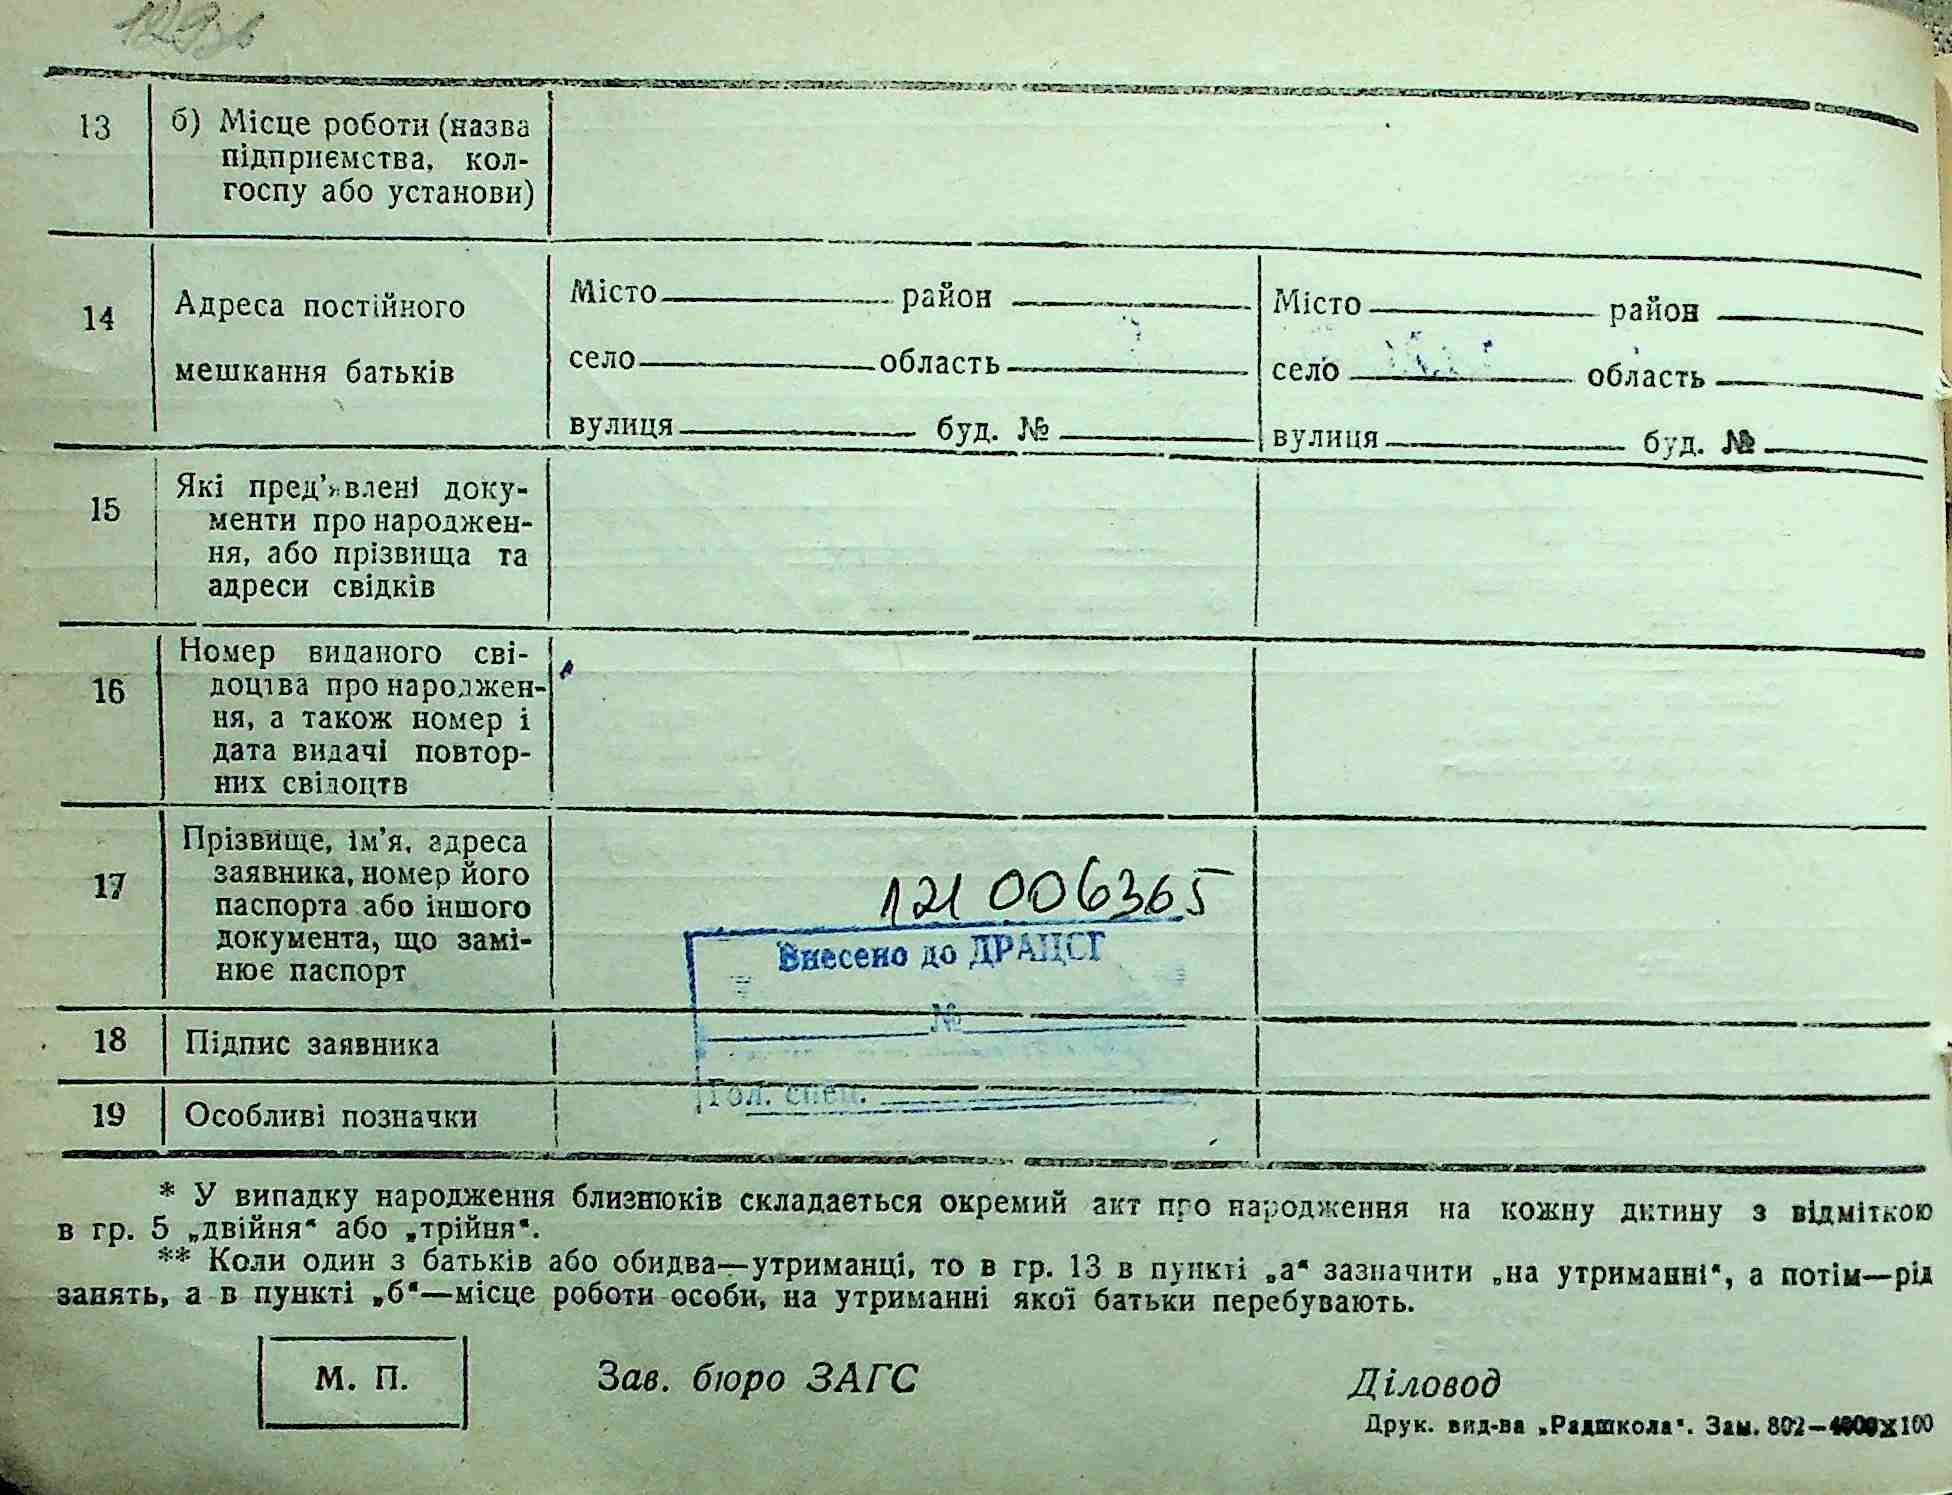 129зв
13
б) Місце роботи (назва
підприємства, кол-
госпу або установи)
14
Адреса постійного
мешкання батьків
Місто район
село область
вулиця буд. №
Місто район
село область
вулиця буд. №
15
Які пред'явлені доку-
менти про народжен-
ня, або прізвища та
адреси свідків
16
Номер виданого сві-
доцтва про народжен-
ня, а також номер і
дата видачі повтор-
них свідоцтв
17
Прізвище, ім'я, адреса
заявника, номер його
паспорта або іншого
документа, що замі-
нює паспорт
121 006365
Внесено до ДРАЦСГ
№
Гол. спец.
18
Підпис заявника
19
Особливі позначки
* У випадку народження близнюків складається окремий акт про народження на кожну дитину з відміткою
в гр. 5 „двійня“ або „трійня“.
** Коли один з батьків або обидва—утриманці, то в гр. 13 в пункті „а“ зазначити „на утриманні“, а потім—рід
занять, а в пункті „б“—місце роботи особи, на утриманні якої батьки перебувають.
М. П.
Зав. бюро ЗАГС
Діловод
Друк. вид-ва „Радшкола“. Зам. 802—4000х100